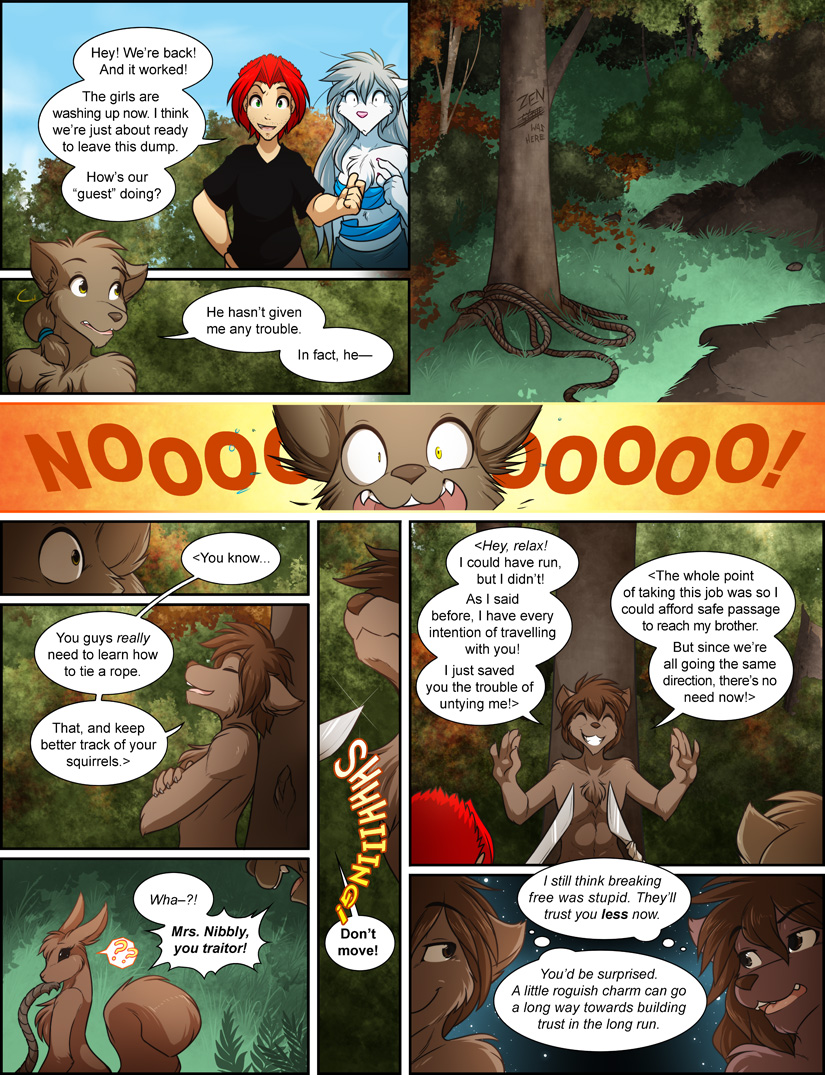 Hey! We're back!
And it worked!
The girls are
washing up now. I think
we're just about ready
to leave this dump.
How's our
“guest” doing?
ZEN
WAS
HERE
He hasn't given
me any trouble.
In fact, he—
NOOOOOOOOOO!
<You know...
You guys really
need to learn how
to tie a rope.
That, and keep
better track of your
squirrels.>
Wha–?!
Mrs. Nibbly,
you traitor!
??
SHHHIIING!
Don't
move!
<Hey, relax!
I could have run,
but I didn't!
As I said
before, I have every
intention of travelling
with you!
I just saved
you the trouble of
untying me!>
<The whole point
of taking this job was so I
could afford safe passage
to reach my brother.
But since we're
all going the same
direction, there's no
need now!>
I still think breaking
free was stupid. They'll
trust you less now.
You'd be surprised.
A little roguish charm can go
a long way towards building
trust in the long run.